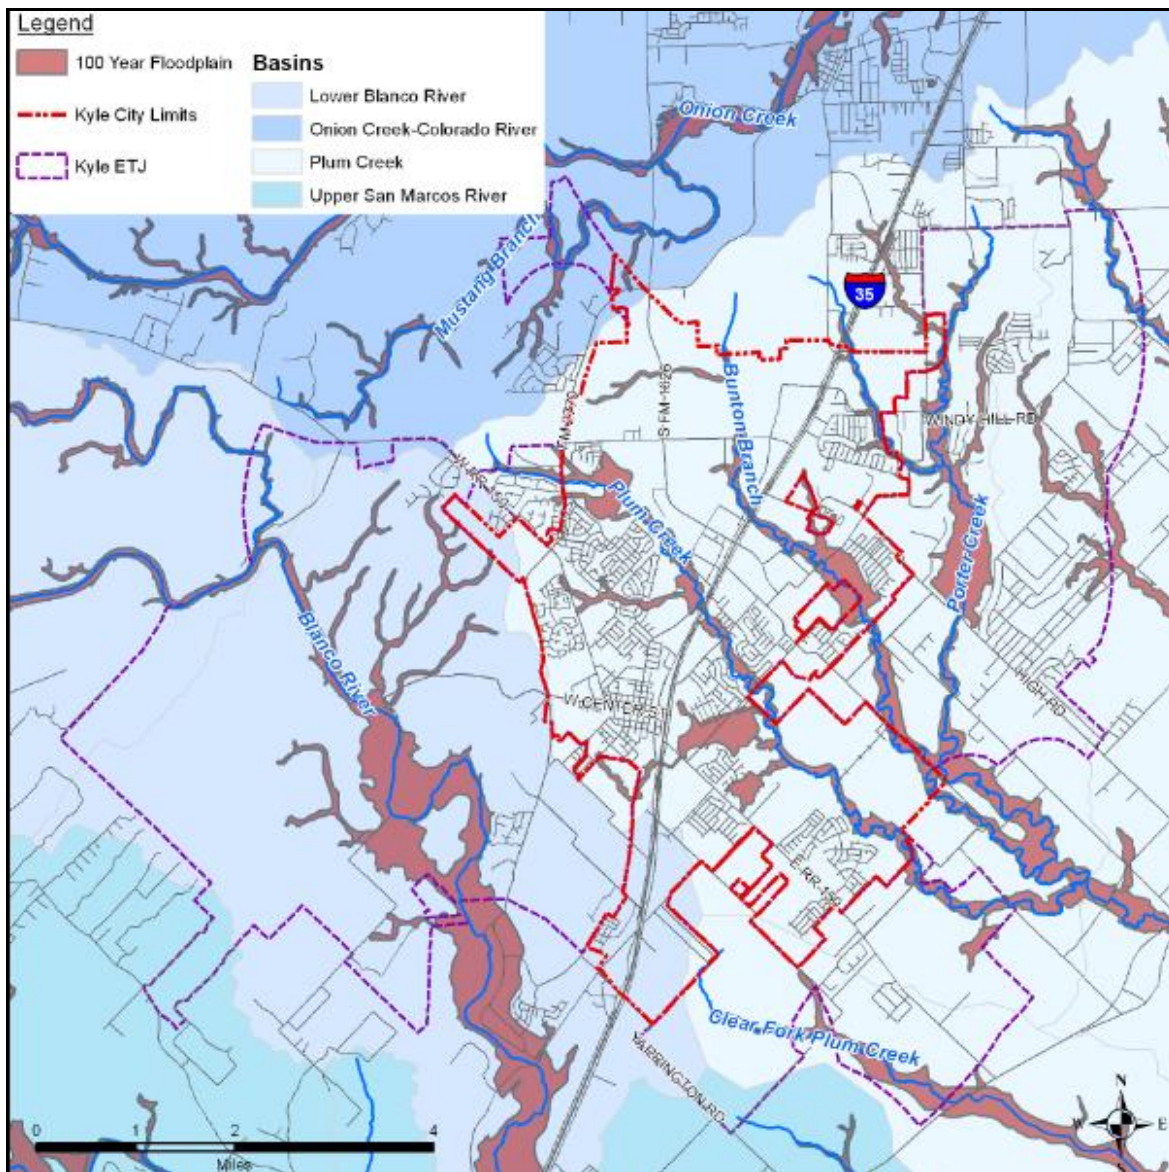 Legend
100 Year Floodplain
Kyle City Limits
Kyle ETJ
Basins
Lower Blanco River
Onion Creek-Colorado River
Plum Creek
Upper San Marcos River
Onion Creek
Mustang Branch
35
S FM-1626
Bunton Branch
WINDY HILL RD
Plum Creek
Porter Creek
Blanco River
W CENTER ST
HIGH RD
E-RR-150
Clear Fork Plum Creek
YARRINGTON RD
N
W
E
S
0 1 2 4
Miles